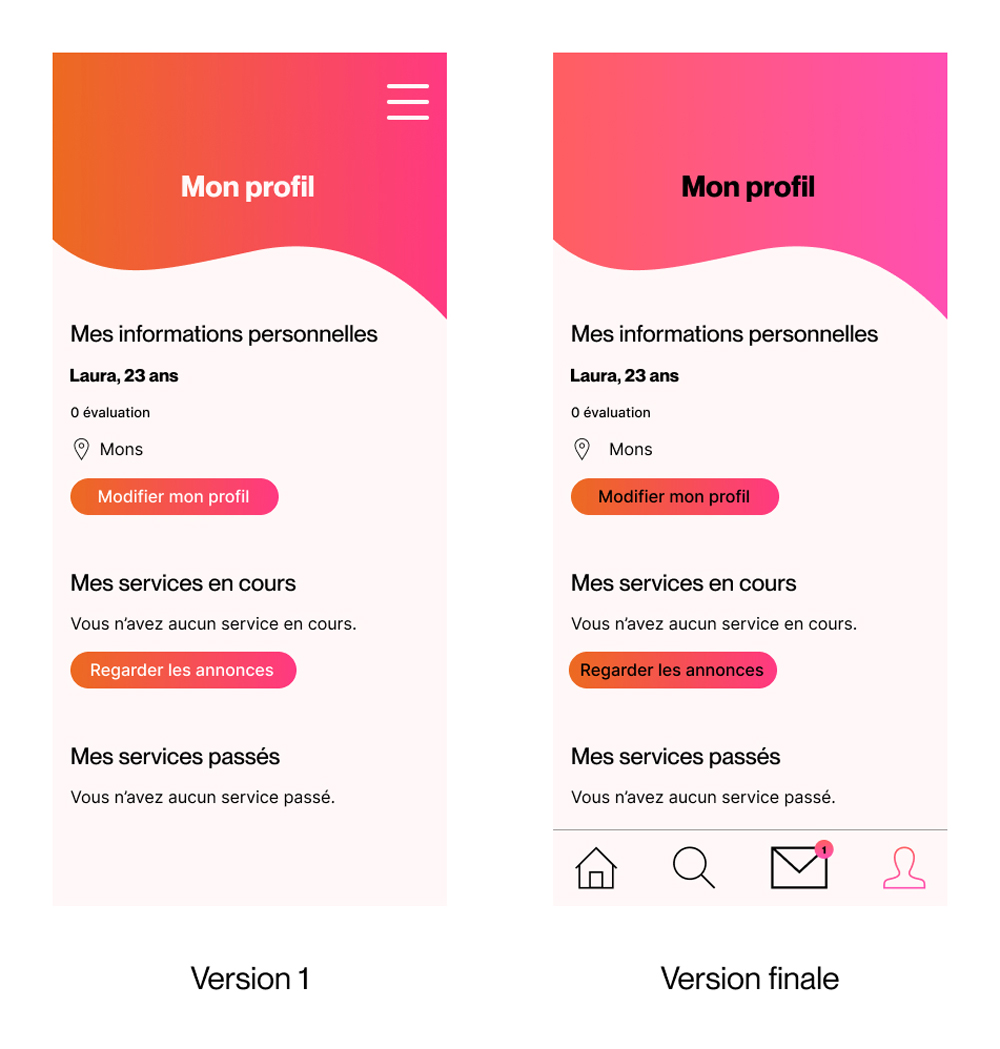 Mon profil
Mes informations personnelles
Laura, 23 ans
0 évaluation
Mons
Modifier mon profil
Mes services en cours
Vous n’avez aucun service en cours.
Regarder les annonces
Mes services passés
Vous n’avez aucun service passé.
Version 1
Mon profil
Mes informations personnelles
Laura, 23 ans
0 évaluation
Mons
Modifier mon profil
Mes services en cours
Vous n’avez aucun service en cours.
Regarder les annonces
Mes services passés
Vous n’avez aucun service passé.
1
Version finale